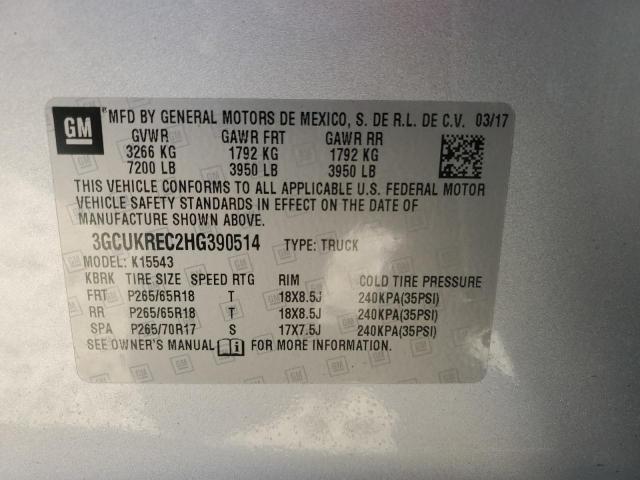 GM ® MFD BY GENERAL MOTORS DE MEXICO, S. DE R.L. DE C.V. 03/17
GVWR GAWR FRT GAWR RR
3266 KG 1792 KG 1792 KG
7200 LB 3950 LB 3950 LB
THIS VEHICLE CONFORMS TO ALL APPLICABLE U.S. FEDERAL MOTOR
VEHICLE SAFETY STANDARDS IN EFFECT ON THE DATE OF
MANUFACTURE SHOWN ABOVE.
3GCUKREC2HG390514 TYPE: TRUCK
MODEL: K15543
KBRK TIRE SIZE SPEED RTG RIM COLD TIRE PRESSURE
FRT P265/65R18 T 18X8.5J 240KPA(35PSI)
RR P265/65R18 T 18X8.5J 240KPA(35PSI)
SPA P265/70R17 S 17X7.5J 240KPA(35PSI)
SEE OWNER'S MANUAL FOR MORE INFORMATION.